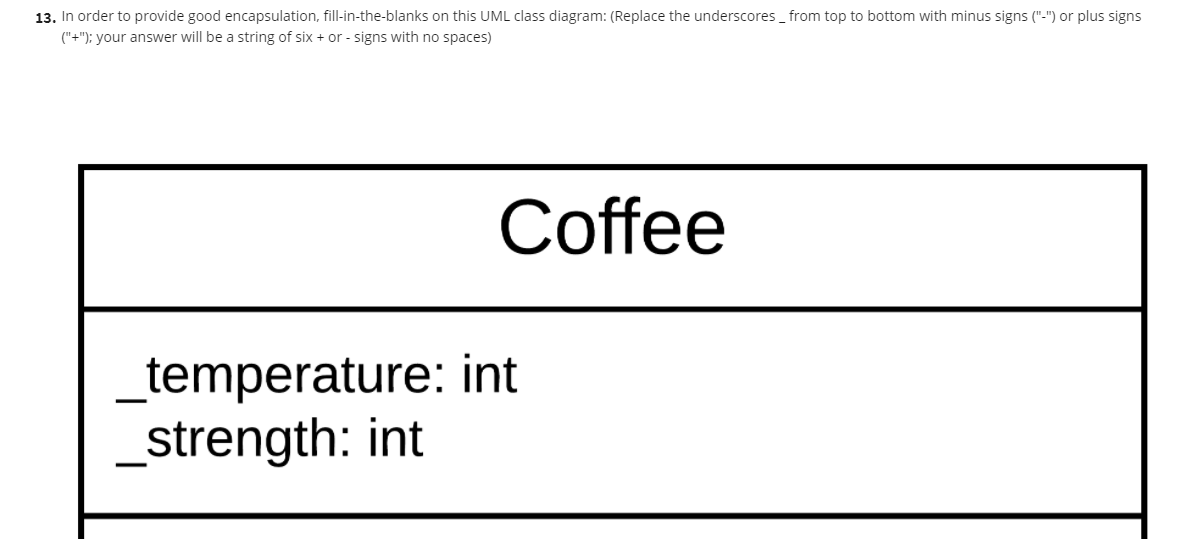 13. In order to provide good encapsulation, fill-in-the-blanks on this UML class diagram: (Replace the underscores _ from top to bottom with minus signs ("-") or plus signs
("+"); your answer will be a string of six + or - signs with no spaces)
Coffee
_temperature: int
_strength: int